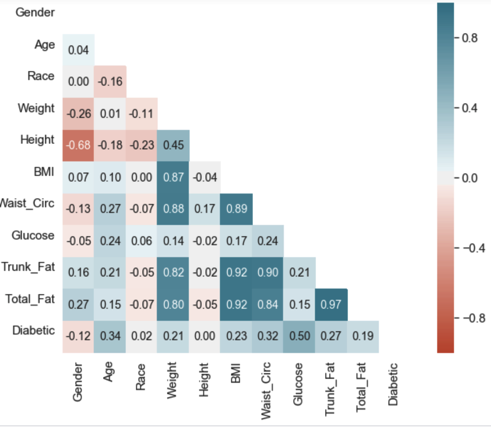 Gender
Age 0.04
Race 0.00 -0.16
Weight -0.26 0.01 -0.11
Height -0.68 -0.18 -0.23 0.45
BMI 0.07 0.10 0.00 0.87 -0.04
Waist_Circ -0.13 0.27 -0.07 0.88 0.17 0.89
Glucose -0.05 0.24 0.06 0.14 -0.02 0.17 0.24
Trunk_Fat 0.16 0.21 -0.05 0.82 -0.02 0.92 0.90 0.21
Total_Fat 0.27 0.15 -0.07 0.80 -0.05 0.92 0.84 0.15 0.97
Diabetic -0.12 0.34 0.02 0.21 0.00 0.23 0.32 0.50 0.27 0.19
Gender Age Race Weight Height BMI Waist_Circ Glucose Trunk_Fat Total_Fat Diabetic
0.8
0.4
0.0
-0.4
-0.8